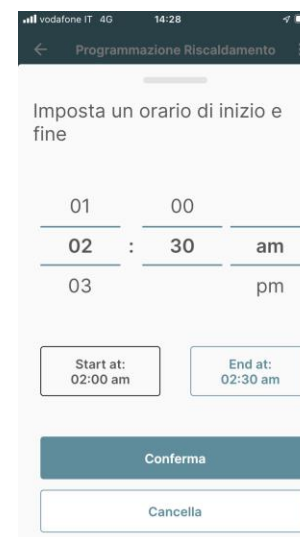 vodafone IT 4G 14:28
Programmazione Riscaldamento
Imposta un orario di inizio e
fine
01 00
02 : 30 am
03 pm
Start at: End at:
02:00 am 02:30 am
Conferma
Cancella